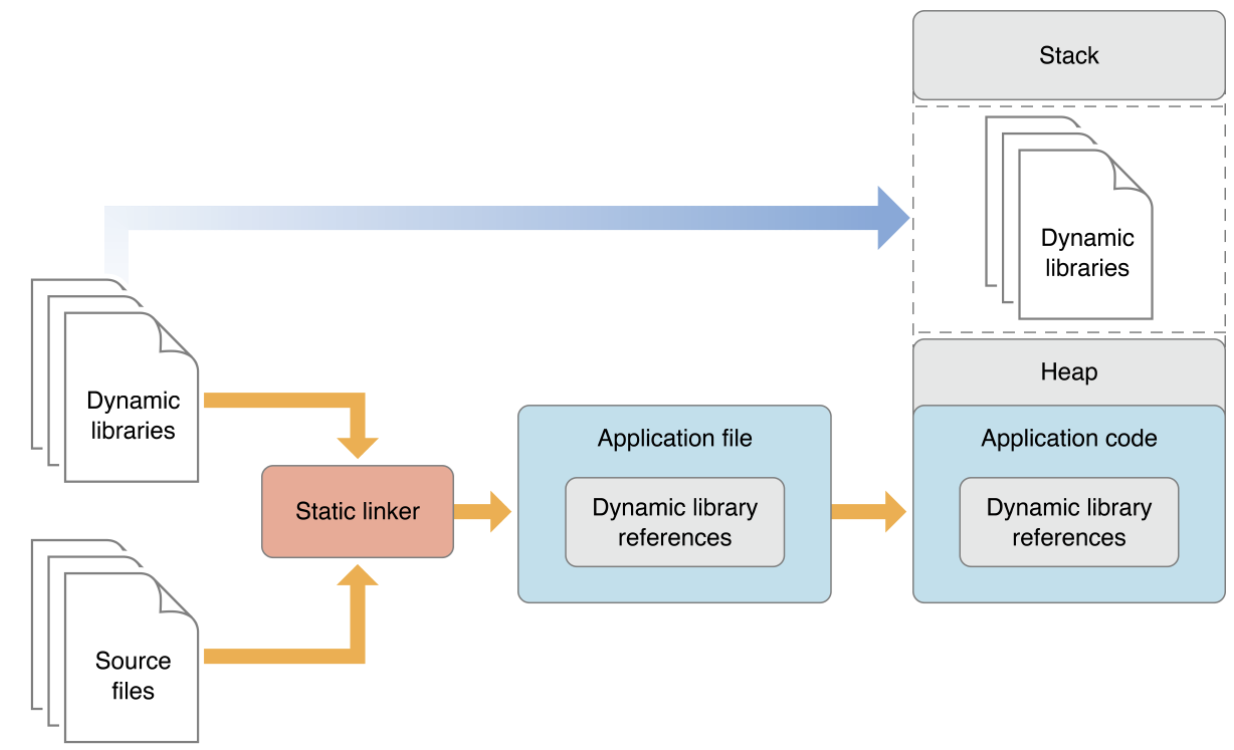 Stack
Dynamic
libraries
Dynamic
libraries
Heap
Application file
Application code
Static linker
Dynamic library
references
Dynamic library
references
Source
files